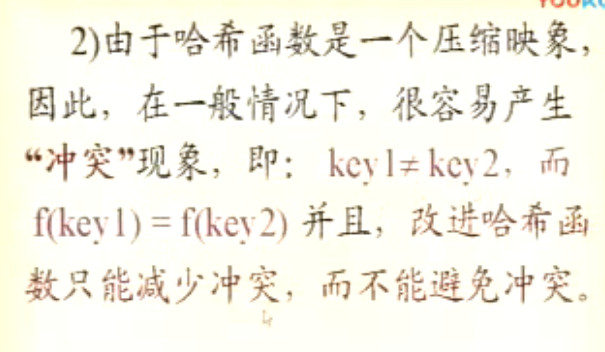 2)由于哈希函数是一个压缩映象，
因此，在一般情况下，很容易产生
“冲突”现象，即： key1≠key2，而
f(key1) = f(key2) 并且，改进哈希函
数只能减少冲突，而不能避免冲突。